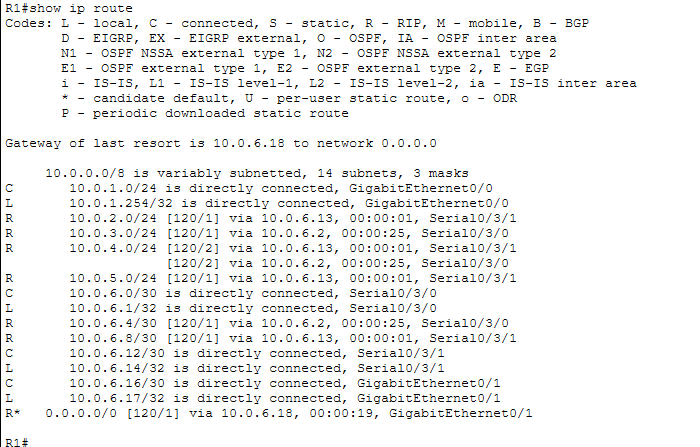 R1#show ip route
Codes: L - local, C - connected, S - static, R - RIP, M - mobile, B - BGP
       D - EIGRP, EX - EIGRP external, O - OSPF, IA - OSPF inter area
       N1 - OSPF NSSA external type 1, N2 - OSPF NSSA external type 2
       E1 - OSPF external type 1, E2 - OSPF external type 2, E - EGP
       i - IS-IS, L1 - IS-IS level-1, L2 - IS-IS level-2, ia - IS-IS inter area
       * - candidate default, U - per-user static route, o - ODR
       P - periodic downloaded static route
Gateway of last resort is 10.0.6.18 to network 0.0.0.0
     10.0.0.0/8 is variably subnetted, 14 subnets, 3 masks
C       10.0.1.0/24 is directly connected, GigabitEthernet0/0
L       10.0.1.254/32 is directly connected, GigabitEthernet0/0
R       10.0.2.0/24 [120/1] via 10.0.6.13, 00:00:01, Serial0/3/1
R       10.0.3.0/24 [120/1] via 10.0.6.2, 00:00:25, Serial0/3/0
R       10.0.4.0/24 [120/2] via 10.0.6.13, 00:00:01, Serial0/3/1
                    [120/2] via 10.0.6.2, 00:00:25, Serial0/3/0
R       10.0.5.0/24 [120/1] via 10.0.6.13, 00:00:01, Serial0/3/1
C       10.0.6.0/30 is directly connected, Serial0/3/0
L       10.0.6.1/32 is directly connected, Serial0/3/0
R       10.0.6.4/30 [120/1] via 10.0.6.2, 00:00:25, Serial0/3/0
R       10.0.6.8/30 [120/1] via 10.0.6.13, 00:00:01, Serial0/3/1
C       10.0.6.12/30 is directly connected, Serial0/3/1
L       10.0.6.14/32 is directly connected, Serial0/3/1
C       10.0.6.16/30 is directly connected, GigabitEthernet0/1
L       10.0.6.17/32 is directly connected, GigabitEthernet0/1
R*   0.0.0.0/0 [120/1] via 10.0.6.18, 00:00:19, GigabitEthernet0/1
R1#